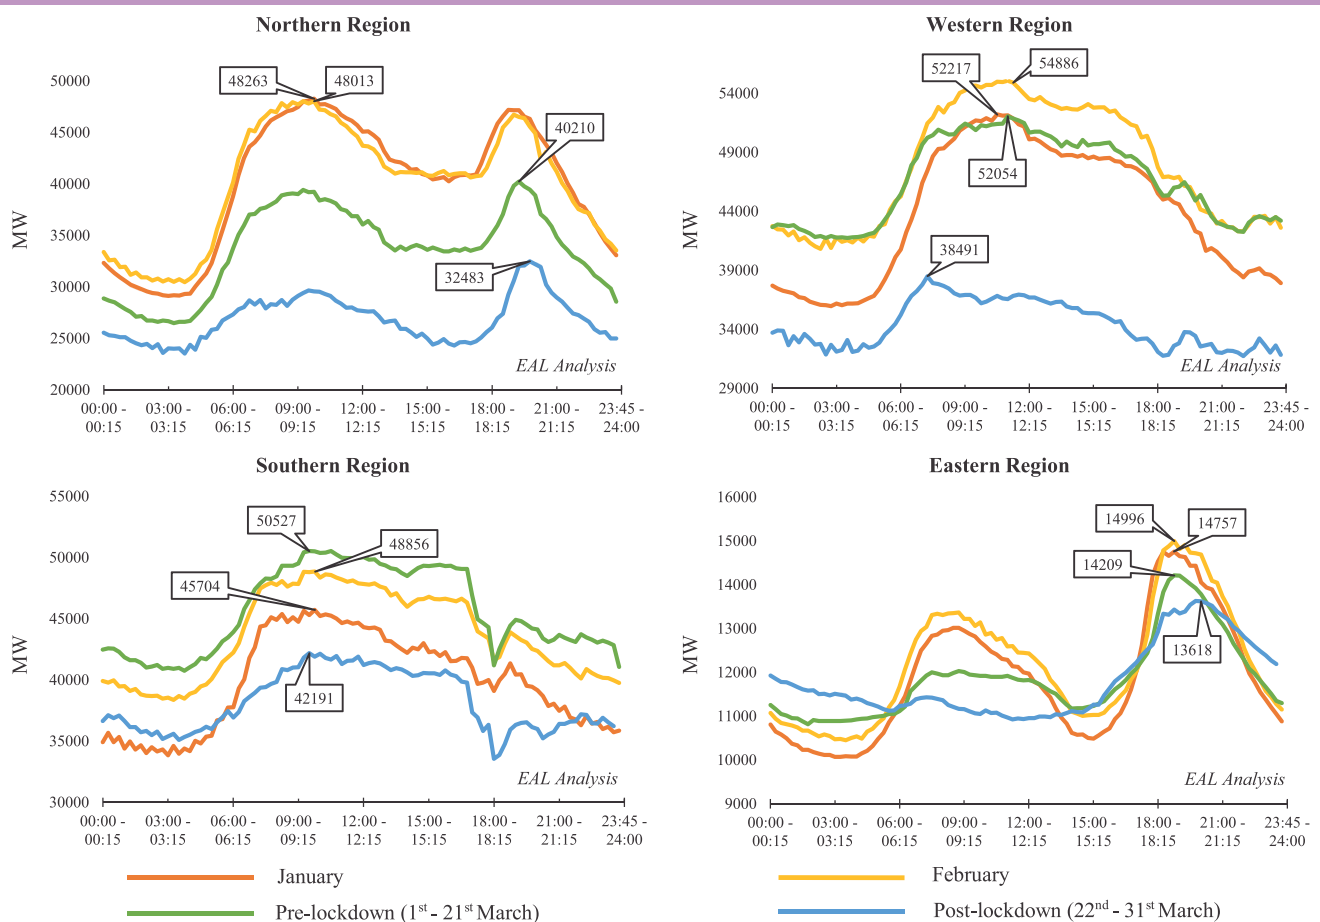 Northern Region
50000
45000
40000
35000
30000
25000
20000
MW
48263
48013
40210
32483
EAL Analysis
00:00 - 03:00 - 06:00 - 09:00 - 12:00 - 15:00 - 18:00 - 21:00 - 23:45 -
00:15 03:15 06:15 09:15 12:15 15:15 18:15 21:15 24:00
Western Region
54000
49000
44000
39000
34000
29000
MW
52217
54886
52054
38491
EAL Analysis
00:00 - 03:00 - 06:00 - 09:00 - 12:00 - 15:00 - 18:00 - 21:00 - 23:45 -
00:15 03:15 06:15 09:15 12:15 15:15 18:15 21:15 24:00
Southern Region
55000
50000
45000
40000
35000
30000
MW
50527
48856
45704
42191
EAL Analysis
00:00 - 03:00 - 06:00 - 09:00 - 12:00 - 15:00 - 18:00 - 21:00 - 23:45 -
00:15 03:15 06:15 09:15 12:15 15:15 18:15 21:15 24:00
Eastern Region
16000
15000
14000
13000
12000
11000
10000
9000
MW
14996
14757
14209
13618
EAL Analysis
00:00 - 03:00 - 06:00 - 09:00 - 12:00 - 15:00 - 18:00 - 21:00 - 23:45 -
00:15 03:15 06:15 09:15 12:15 15:15 18:15 21:15 24:00
January
February
Pre-lockdown (1st - 21st March)
Post-lockdown (22nd - 31st March)